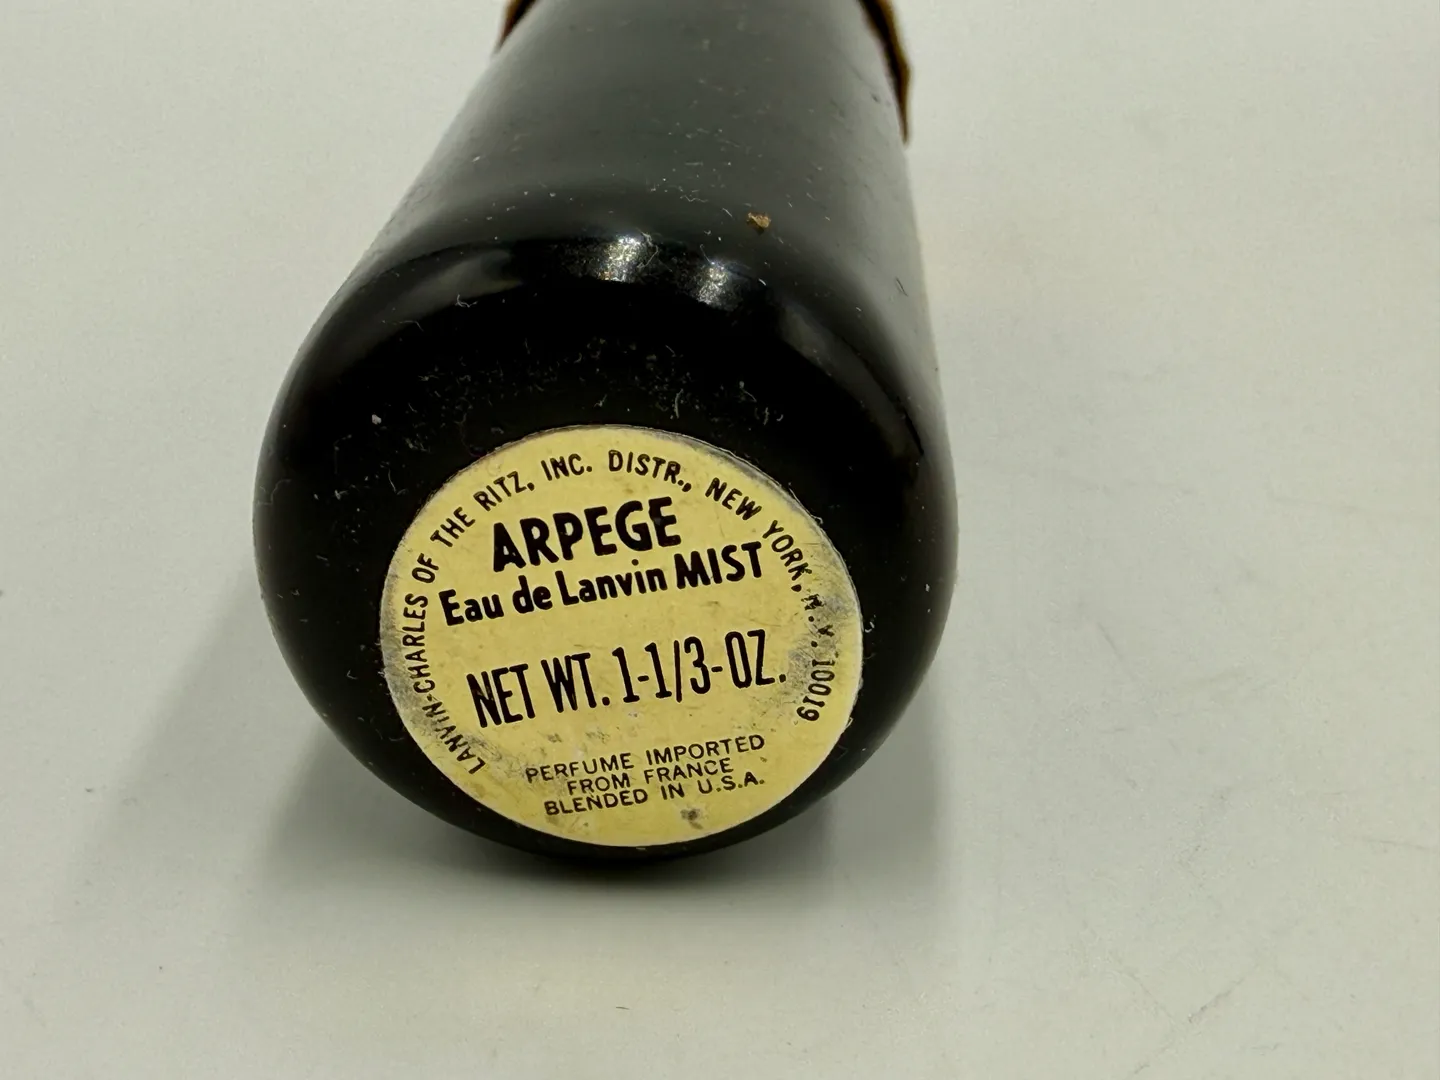 LANVIN-CHARLES OF THE RITZ, INC. DISTR., NEW YORK, N.Y. 10019
ARPEGE
Eau de Lanvin MIST
NET WT. 1-1/3-OZ.
PERFUME IMPORTED
FROM FRANCE
BLENDED IN U.S.A.